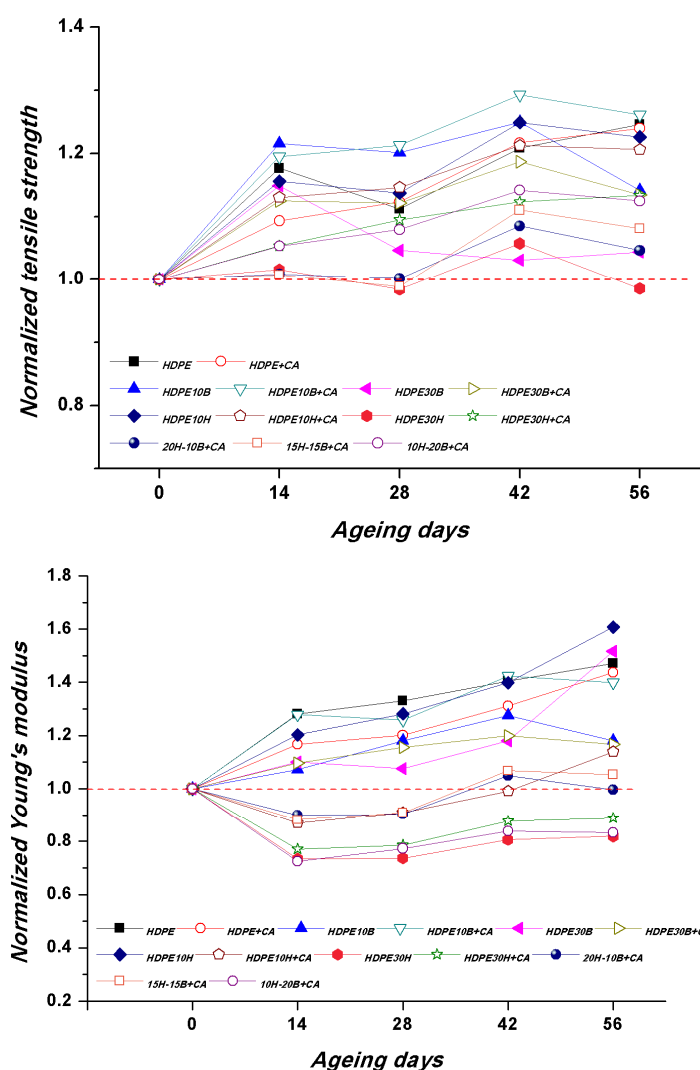 1.4
1.2
1.0
0.8
Normalized tensile strength
HDPE HDPE+CA
HDPE10B HDPE10B+CA HDPE30B HDPE30B+CA
HDPE10H HDPE10H+CA HDPE30H HDPE30H+CA
20H-10B+CA 15H-15B+CA 10H-20B+CA
0 14 28 42 56
Ageing days
1.8
1.6
1.4
1.2
1.0
0.8
0.6
0.4
0.2
Normalized Young's modulus
HDPE HDPE+CA HDPE10B HDPE10B+CA HDPE30B HDPE30B+C
HDPE10H HDPE10H+CA HDPE30H HDPE30H+CA 20H-10B+CA
15H-15B+CA 10H-20B+CA
0 14 28 42 56
Ageing days